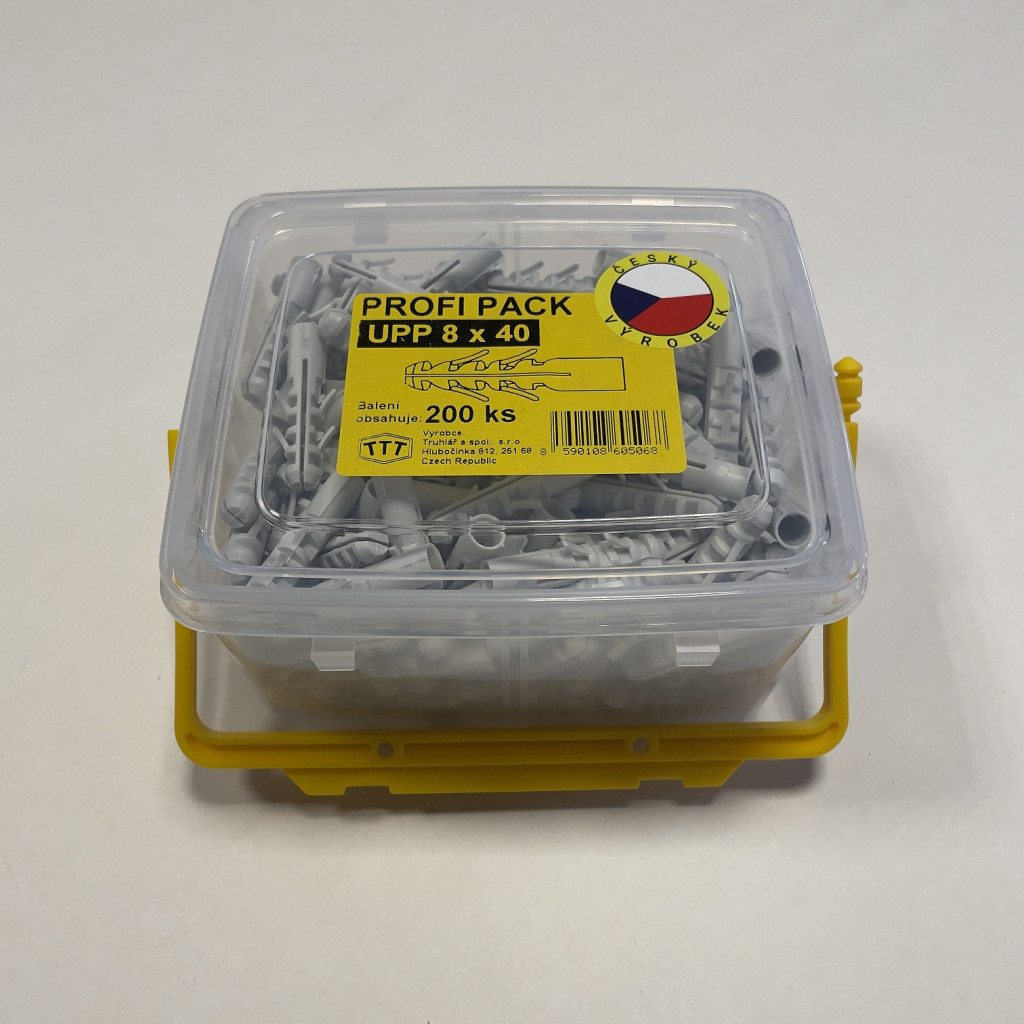 ČESKÝ
VÝROBEK
PROFI PACK
UPP 8 x 40
Balení
obsahuje: 200 ks
TTT
Výrobce
Truhlář a spol., s.r.o.
Hlubočinka 812, 251 68
Czech Republic
8 590108 605068